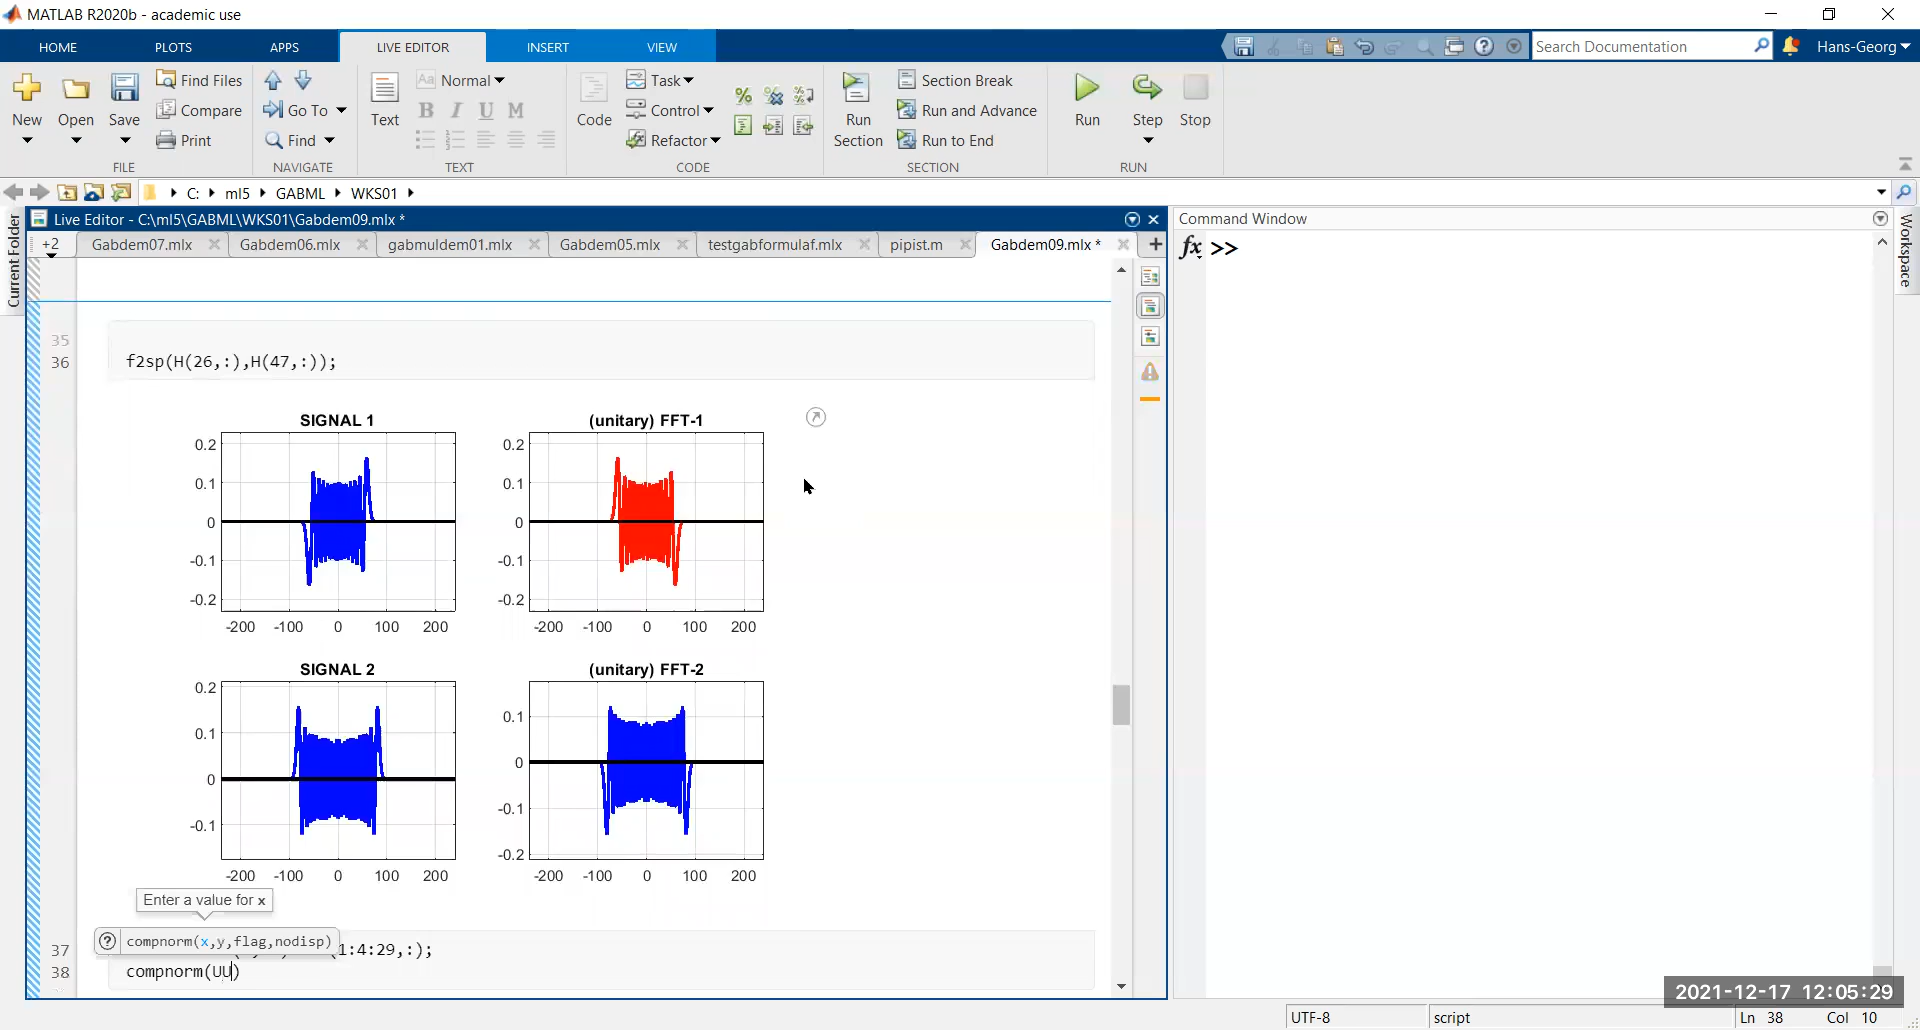 MATLAB R2020b - academic use
HOME PLOTS APPS LIVE EDITOR INSERT VIEW
Search Documentation
Hans-Georg
New Open Save
Find Files
Compare
Print
FILE
Go To
Find
NAVIGATE
Text
Aa Normal
B I U M
TEXT
Code
Task
Control
Refactor
CODE
Run Section
Section Break
Run and Advance
Run to End
SECTION
Run Step Stop
RUN
C: ml5 GABML WKS01
Current Folder
Live Editor - C:\ml5\GABML\WKS01\Gabdem09.mlx *
+2 Gabdem07.mlx Gabdem06.mlx gabmuldem01.mlx Gabdem05.mlx testgabformulaf.mlx pipist.m Gabdem09.mlx *
Command Window
Workspace
fx >>
35
36 f2sp(H(26,:),H(47,:));
SIGNAL 1
0.2
0.1
0
-0.1
-0.2
-200 -100 0 100 200
(unitary) FFT-1
0.2
0.1
0
-0.1
-0.2
-200 -100 0 100 200
SIGNAL 2
0.2
0.1
0
-0.1
-200 -100 0 100 200
(unitary) FFT-2
0.1
0
-0.1
-0.2
-200 -100 0 100 200
Enter a value for x
compnorm(x,y,flag,nodisp)
37 1:4:29,:);
38 compnorm(UU)
2021-12-17 12:05:29
UTF-8 script Ln 38 Col 10